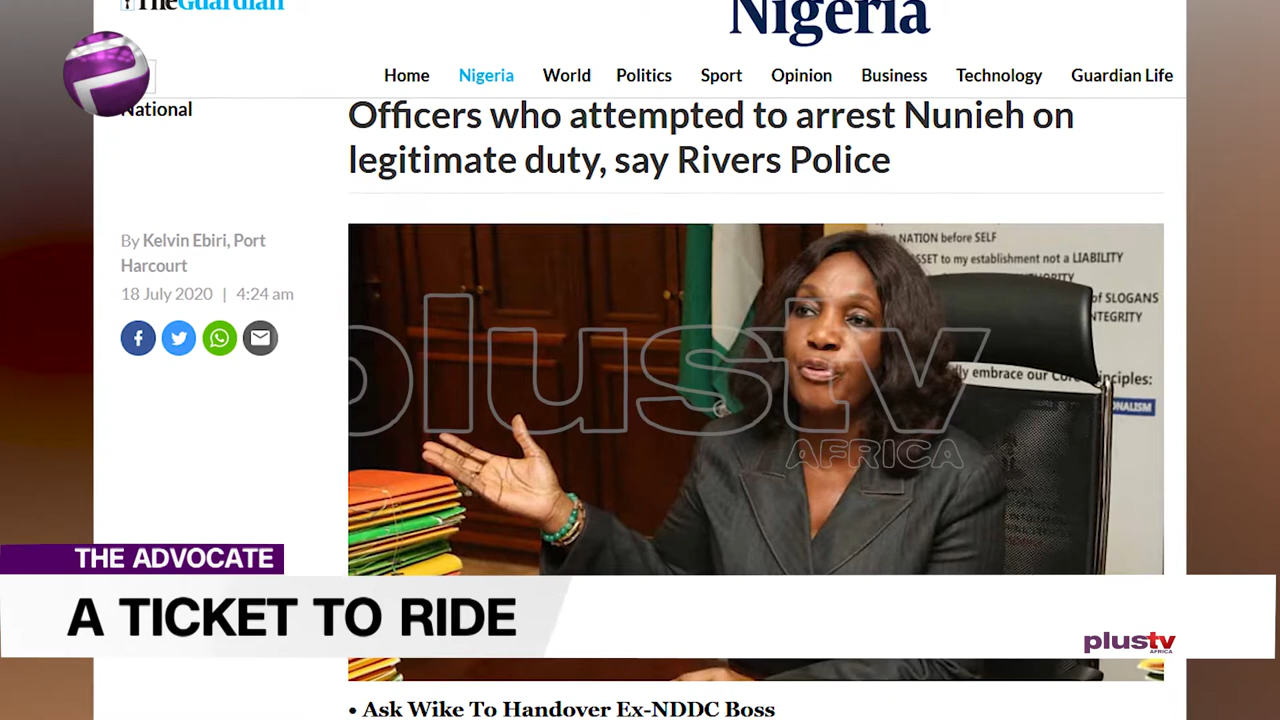 The Guardian
Nigeria
Home Nigeria World Politics Sport Opinion Business Technology Guardian Life
National
Officers who attempted to arrest Nunieh on
legitimate duty, say Rivers Police
By Kelvin Ebiri, Port
Harcourt
18 July 2020 | 4:24 am
NATION before SELF
ASSET to my establishment not a LIABILITY
of SLOGANS
INTEGRITY
embrace our Core Principles:
plustv
AFRICA
THE ADVOCATE
A TICKET TO RIDE
plustv
AFRICA
• Ask Wike To Handover Ex-NDDC Boss